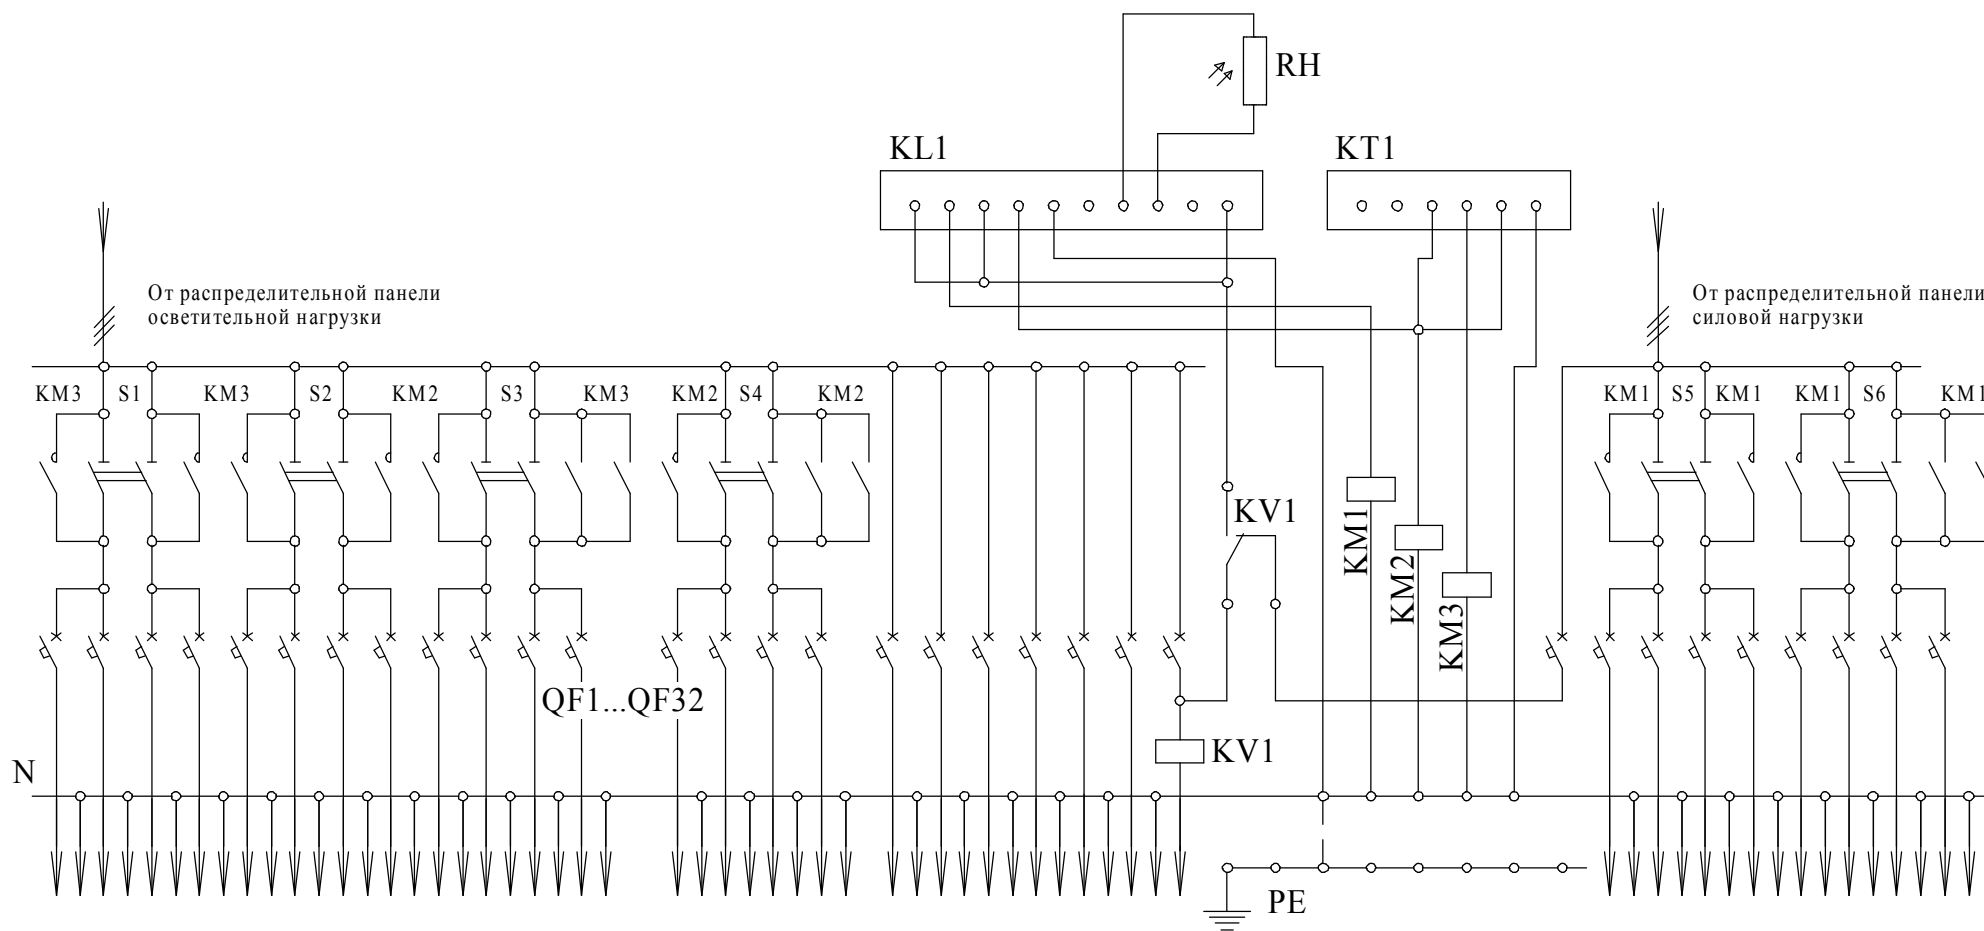 RH
KL1
KT1
От распределительной панели
осветительной нагрузки
От распределительной панели
силовой нагрузки
KM3 S1 KM3 S2 KM2 S3 KM3 KM2 S4 KM2
KM1 S5 KM1 KM1 S6 KM1
KV1
KM1
KM2
KM3
QF1...QF32
KV1
N
PE